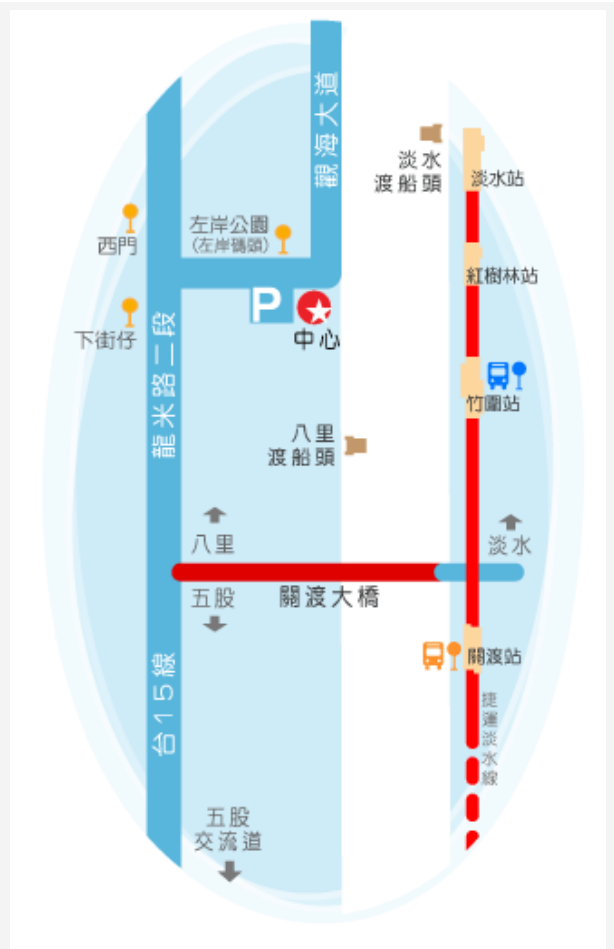 觀海大道
淡水
渡船頭
淡水站
西門
左岸公園
(左岸碼頭)
紅樹林站
P
中心
下街仔
龍米路二段
竹圍站
八里
渡船頭
八里
淡水
五股
關渡大橋
關渡站
台15線
捷運淡水線
五股
交流道